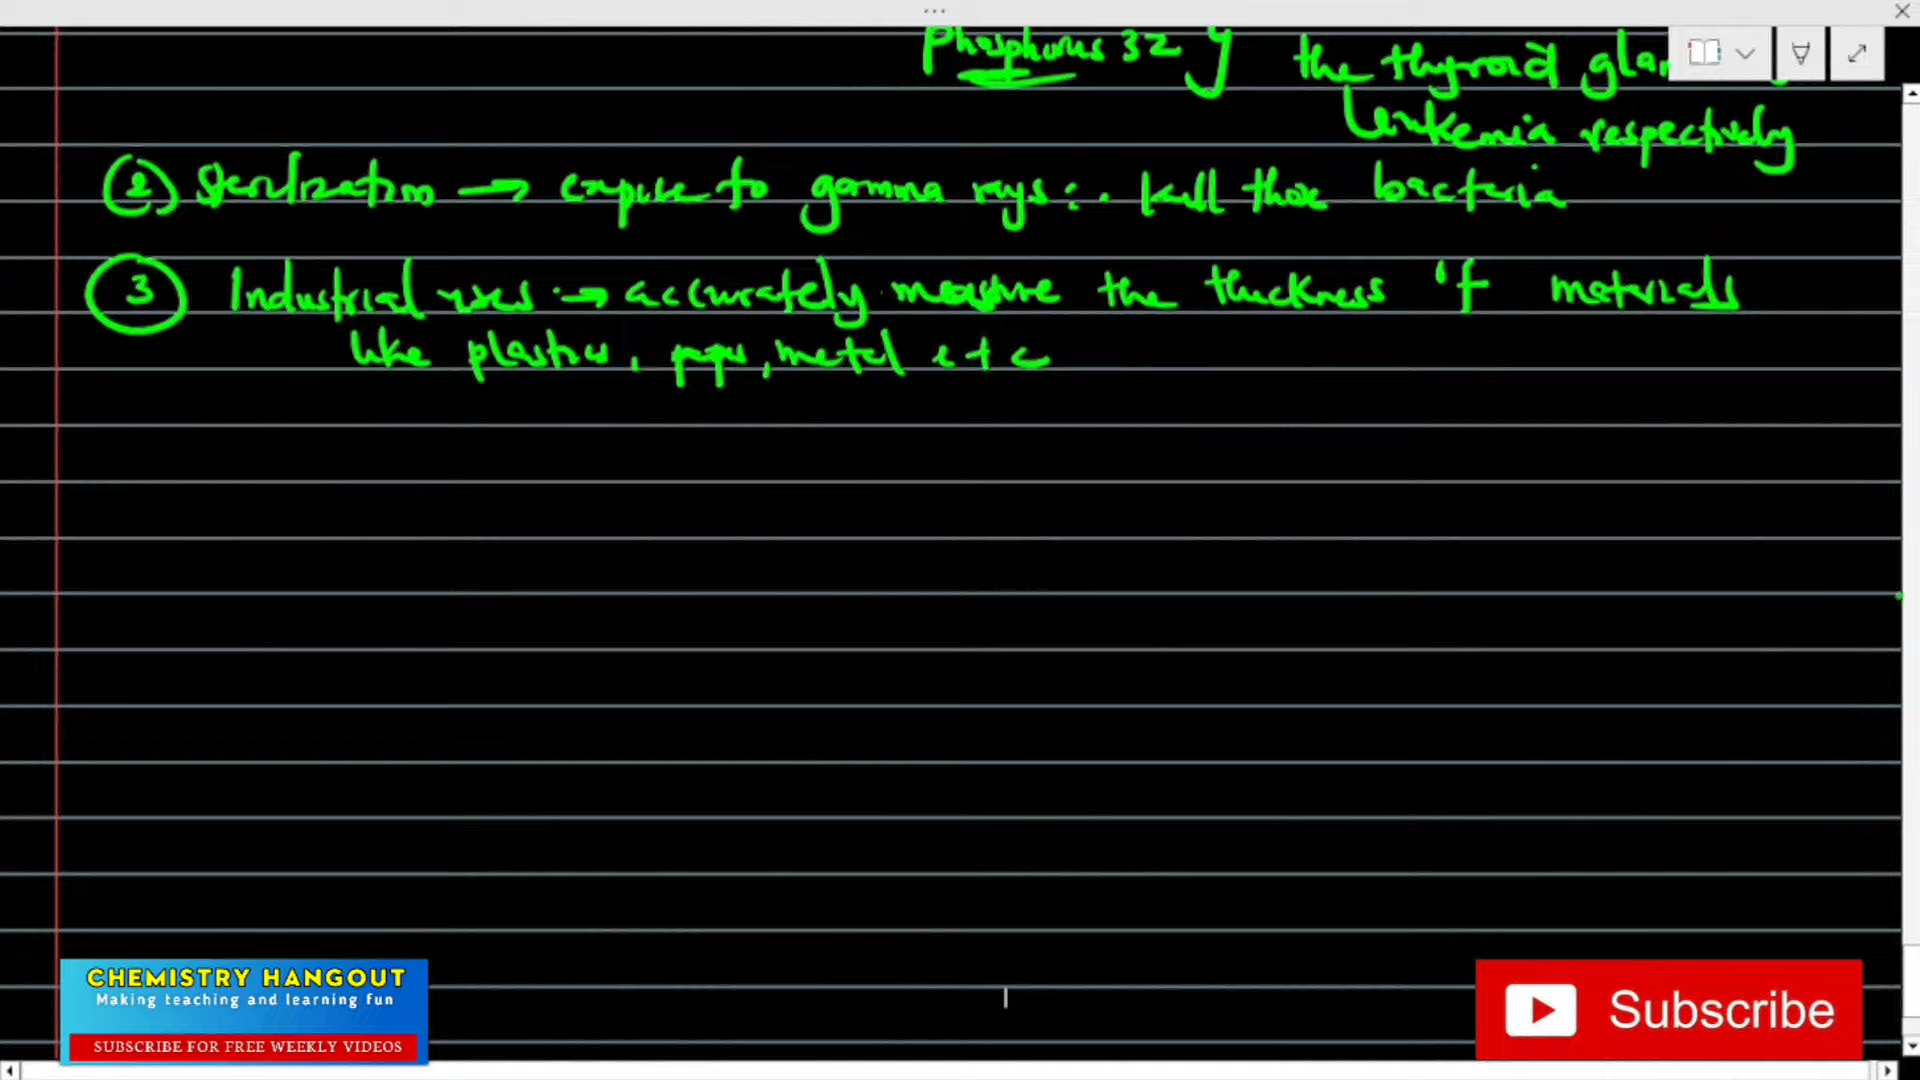 Phosphorus 32 } the thyroid gla
Leukemia respectively
② Sterilization → expose to gamma rays ∴ kill those bacteria
③ Industrial uses → accurately measure the thickness of materials
like plastics, paper, metal etc
CHEMISTRY HANGOUT
Making teaching and learning fun
SUBSCRIBE FOR FREE WEEKLY VIDEOS
Subscribe